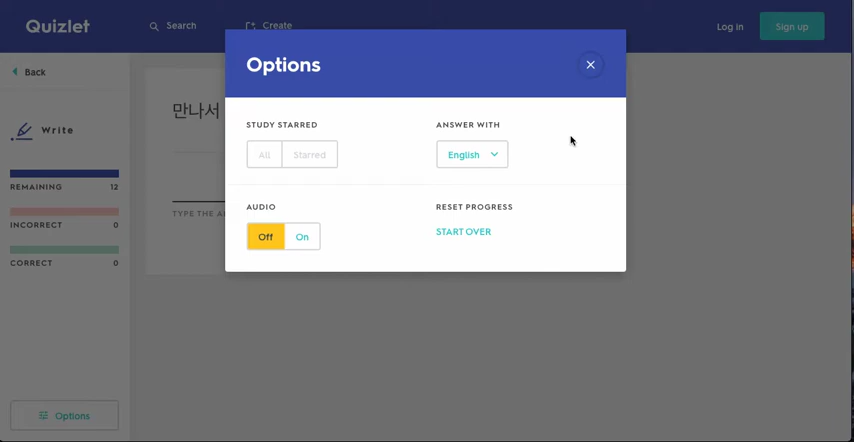 Quizlet
Search
Create
Log in
Sign up
Back
Options
만나서
Write
STUDY STARRED
ANSWER WITH
All
Starred
English
REMAINING 12
AUDIO
RESET PROGRESS
TYPE THE
INCORRECT 0
Off
On
START OVER
CORRECT 0
Options